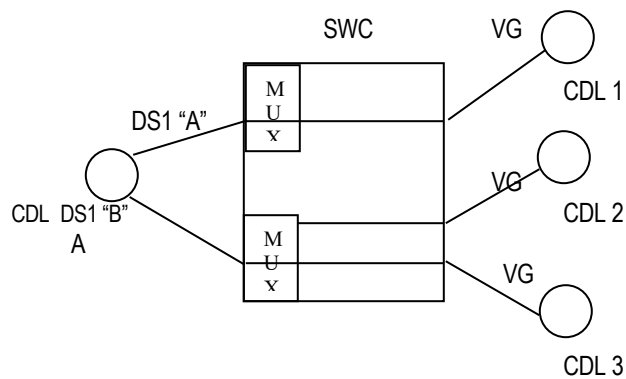 SWC
VG
M
U
X
CDL 1
DS1 “A”
VG
CDL DS1 “B”
A
CDL 2
M
U
X
VG
CDL 3